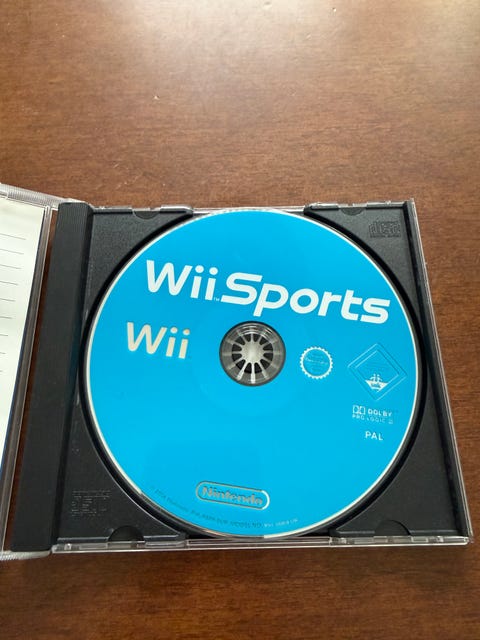 Wii Sports
Wii
DOLBY
PRO LOGIC II
PAL
Nintendo